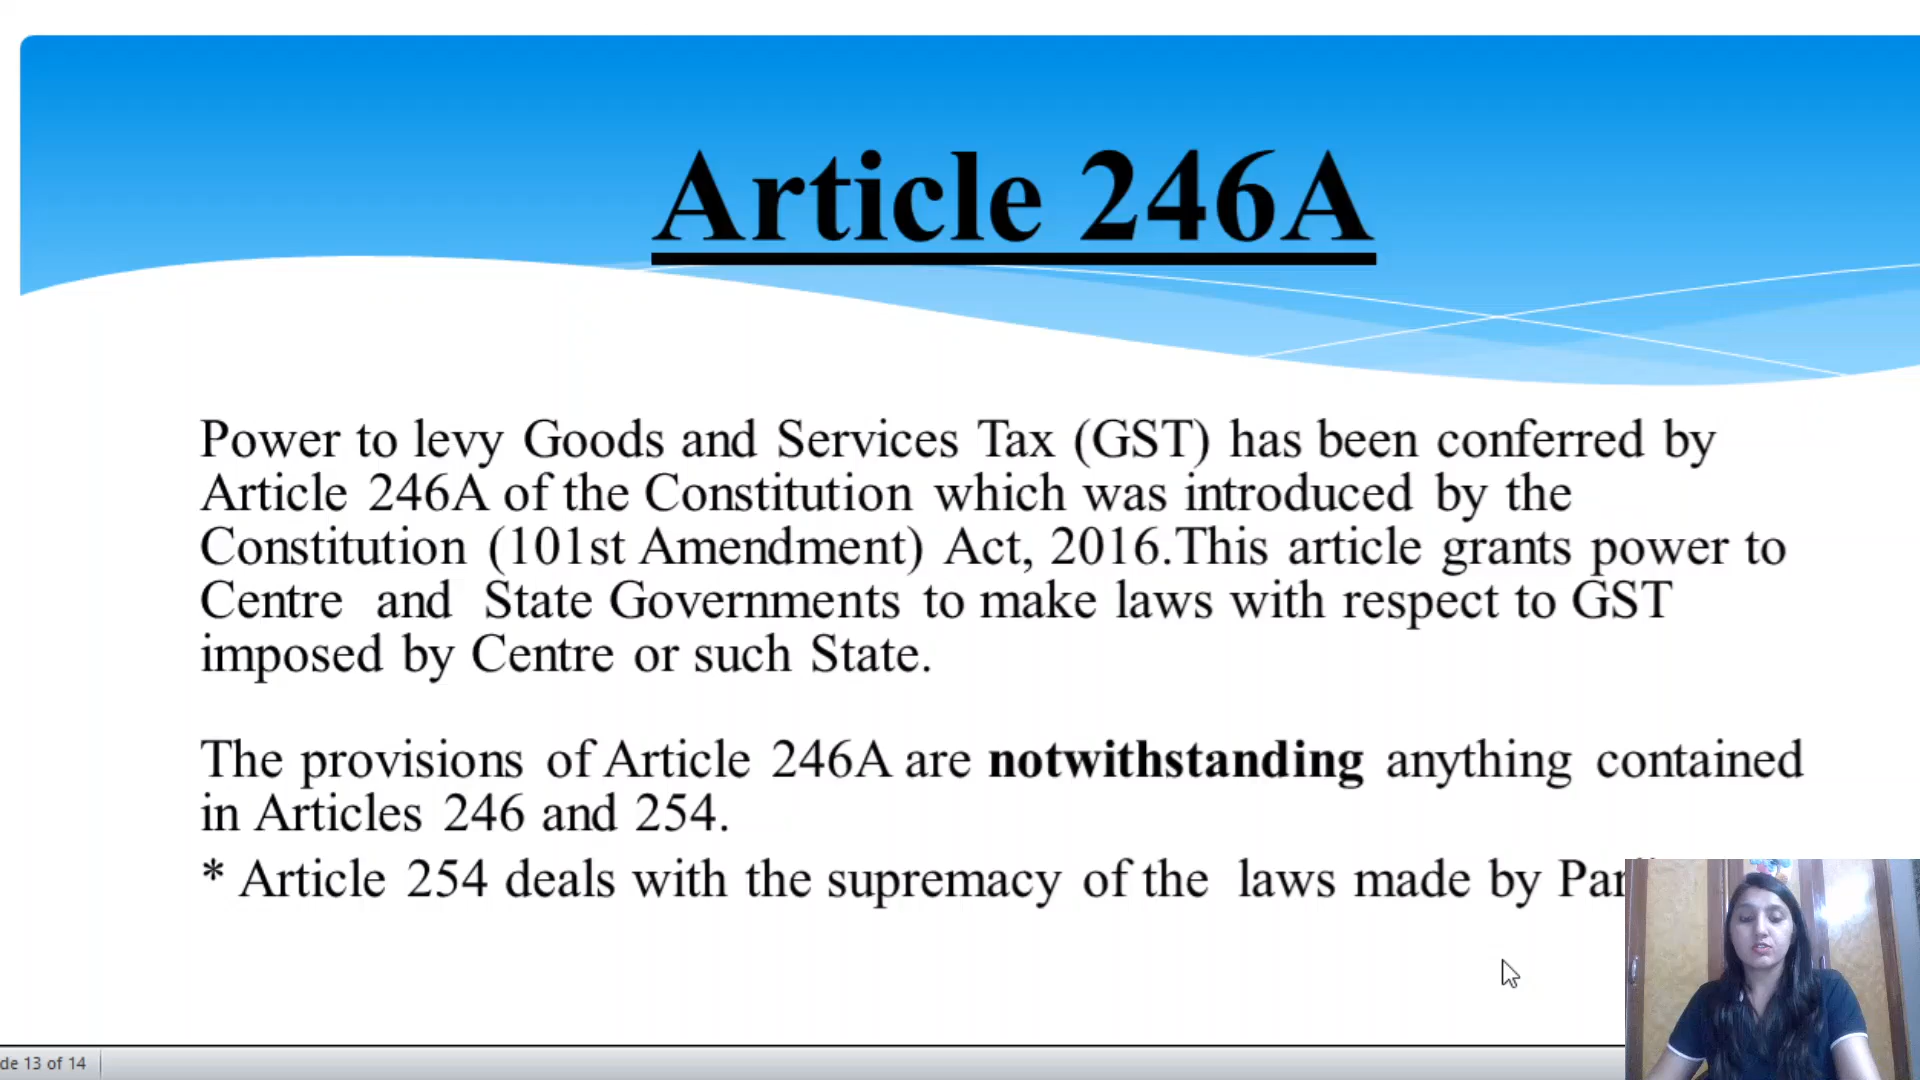 Article 246A
Power to levy Goods and Services Tax (GST) has been conferred by
Article 246A of the Constitution which was introduced by the
Constitution (101st Amendment) Act, 2016.This article grants power to
Centre and State Governments to make laws with respect to GST
imposed by Centre or such State.
The provisions of Article 246A are notwithstanding anything contained
in Articles 246 and 254.
* Article 254 deals with the supremacy of the laws made by
de 13 of 14